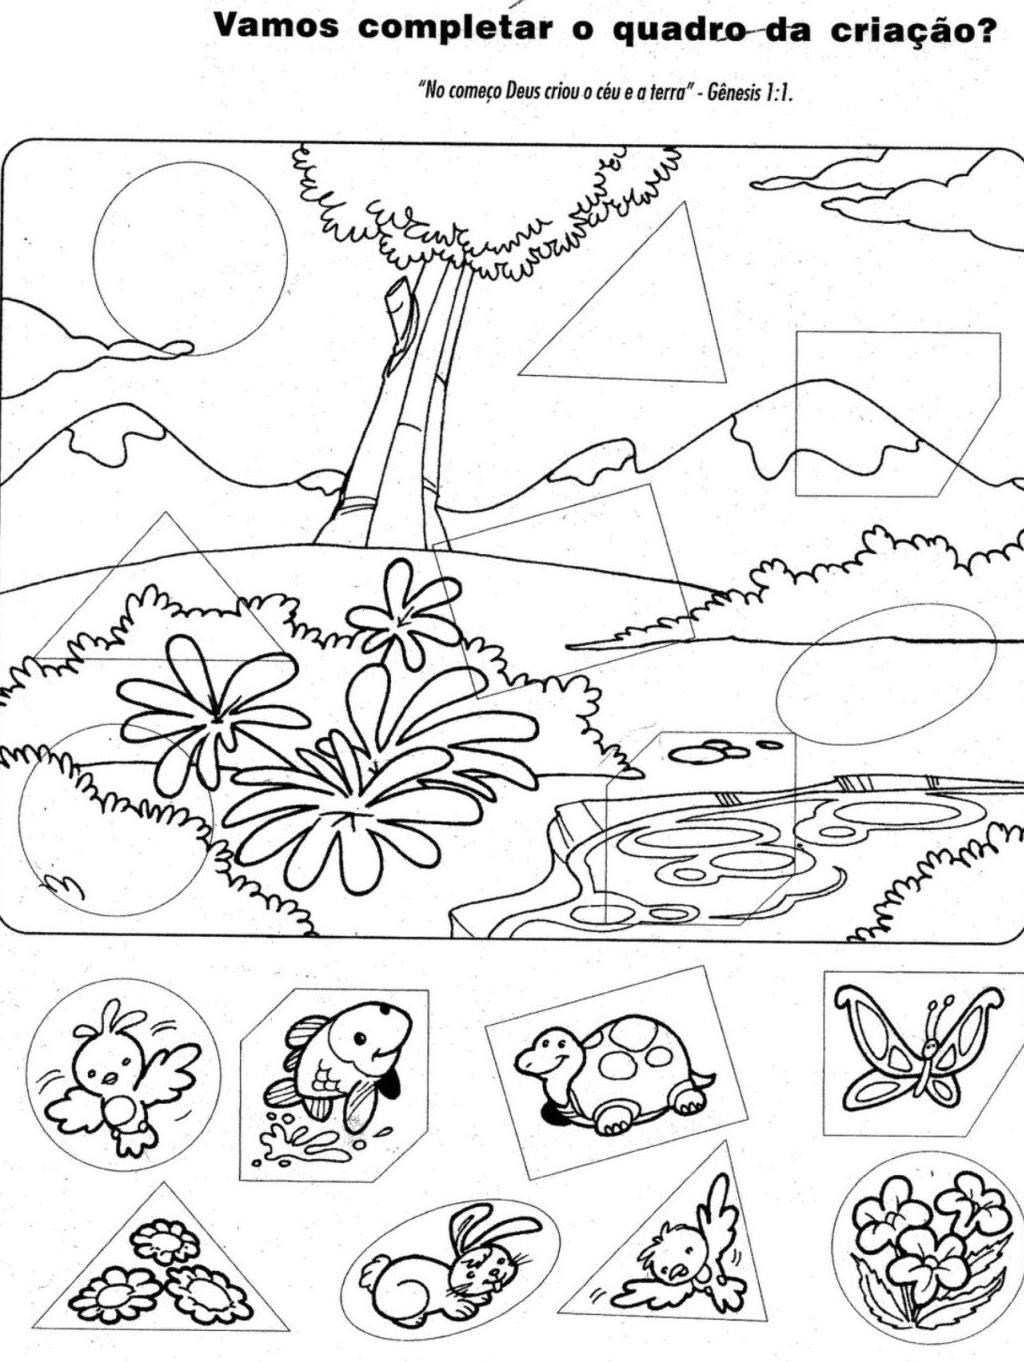 Vamos completar o quadro da criação?
“No começo Deus criou o céu e a terra” - Gênesis 1:1.